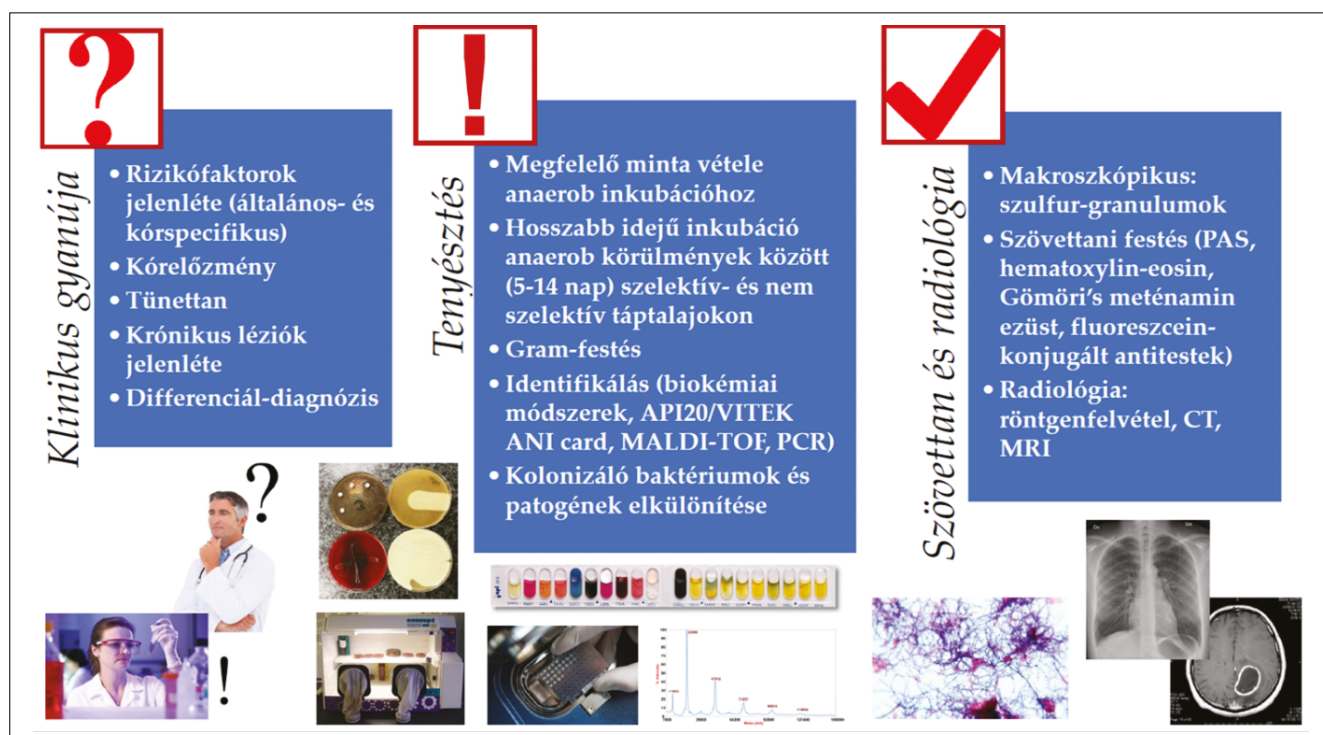 ?
Klinikus gyanúja
• Rizikófaktorok
jelenléte (általános- és
kórspecifikus)
• Kórelőzmény
• Tünettan
• Krónikus léziók
jelenléte
• Differenciál-diagnózis
?
!
!
Tenyésztés
• Megfelelő minta vétele
anaerob inkubációhoz
• Hosszabb idejű inkubáció
anaerob körülmények között
(5-14 nap) szelektív- és nem
szelektív táptalajokon
• Gram-festés
• Identifikálás (biokémiai
módszerek, API20/VITEK
ANI card, MALDI-TOF, PCR)
• Kolonizáló baktériumok és
patogének elkülönítése
Szövettan és radiológia
• Makroszkópikus:
szulfur-granulumok
• Szövettani festés (PAS,
hematoxylin-eosin,
Gömöri's meténamin
ezüst, fluoreszcein-
konjugált antitestek)
• Radiológia:
röntgenfelvétel, CT,
MRI